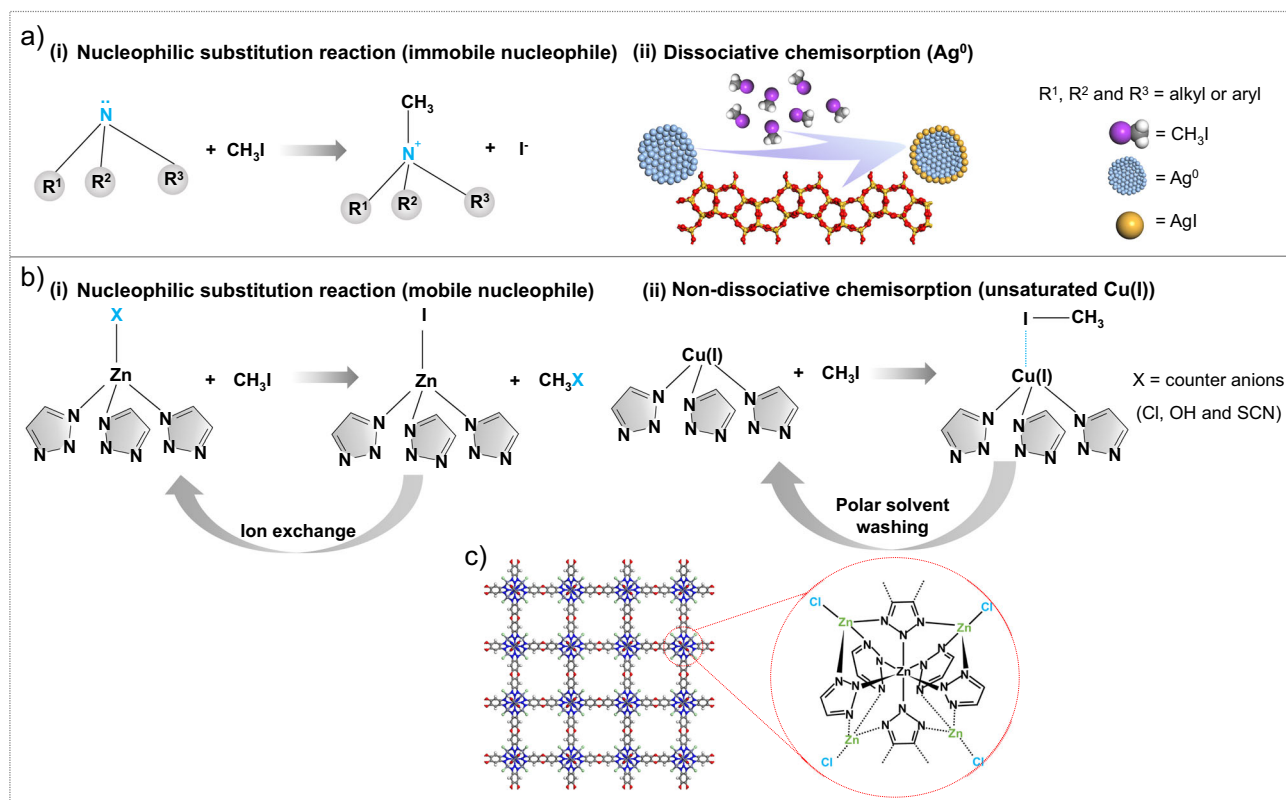 a)
(i) Nucleophilic substitution reaction (immobile nucleophile)
N̈
R¹
R²
R³
+ CH₃I
CH₃
N⁺
R¹
R²
R³
+ I⁻
(ii) Dissociative chemisorption (Ag⁰)
R¹, R² and R³ = alkyl or aryl
= CH₃I
= Ag⁰
= AgI
b)
(i) Nucleophilic substitution reaction (mobile nucleophile)
X
Zn
N N N
N N N
N N N
+ CH₃I
I
Zn
N N N
N N N
N N N
+ CH₃X
Ion exchange
(ii) Non-dissociative chemisorption (unsaturated Cu(I))
Cu(I)
N N N
N N N
N N N
+ CH₃I
I CH₃
Cu(I)
N N N
N N N
N N N
X = counter anions
(Cl, OH and SCN)
Polar solvent
washing
c)
Cl Cl
Zn N N Zn
N
N N N N
N Zn N
N N N N
N N
N
Zn N N Zn
Cl Cl